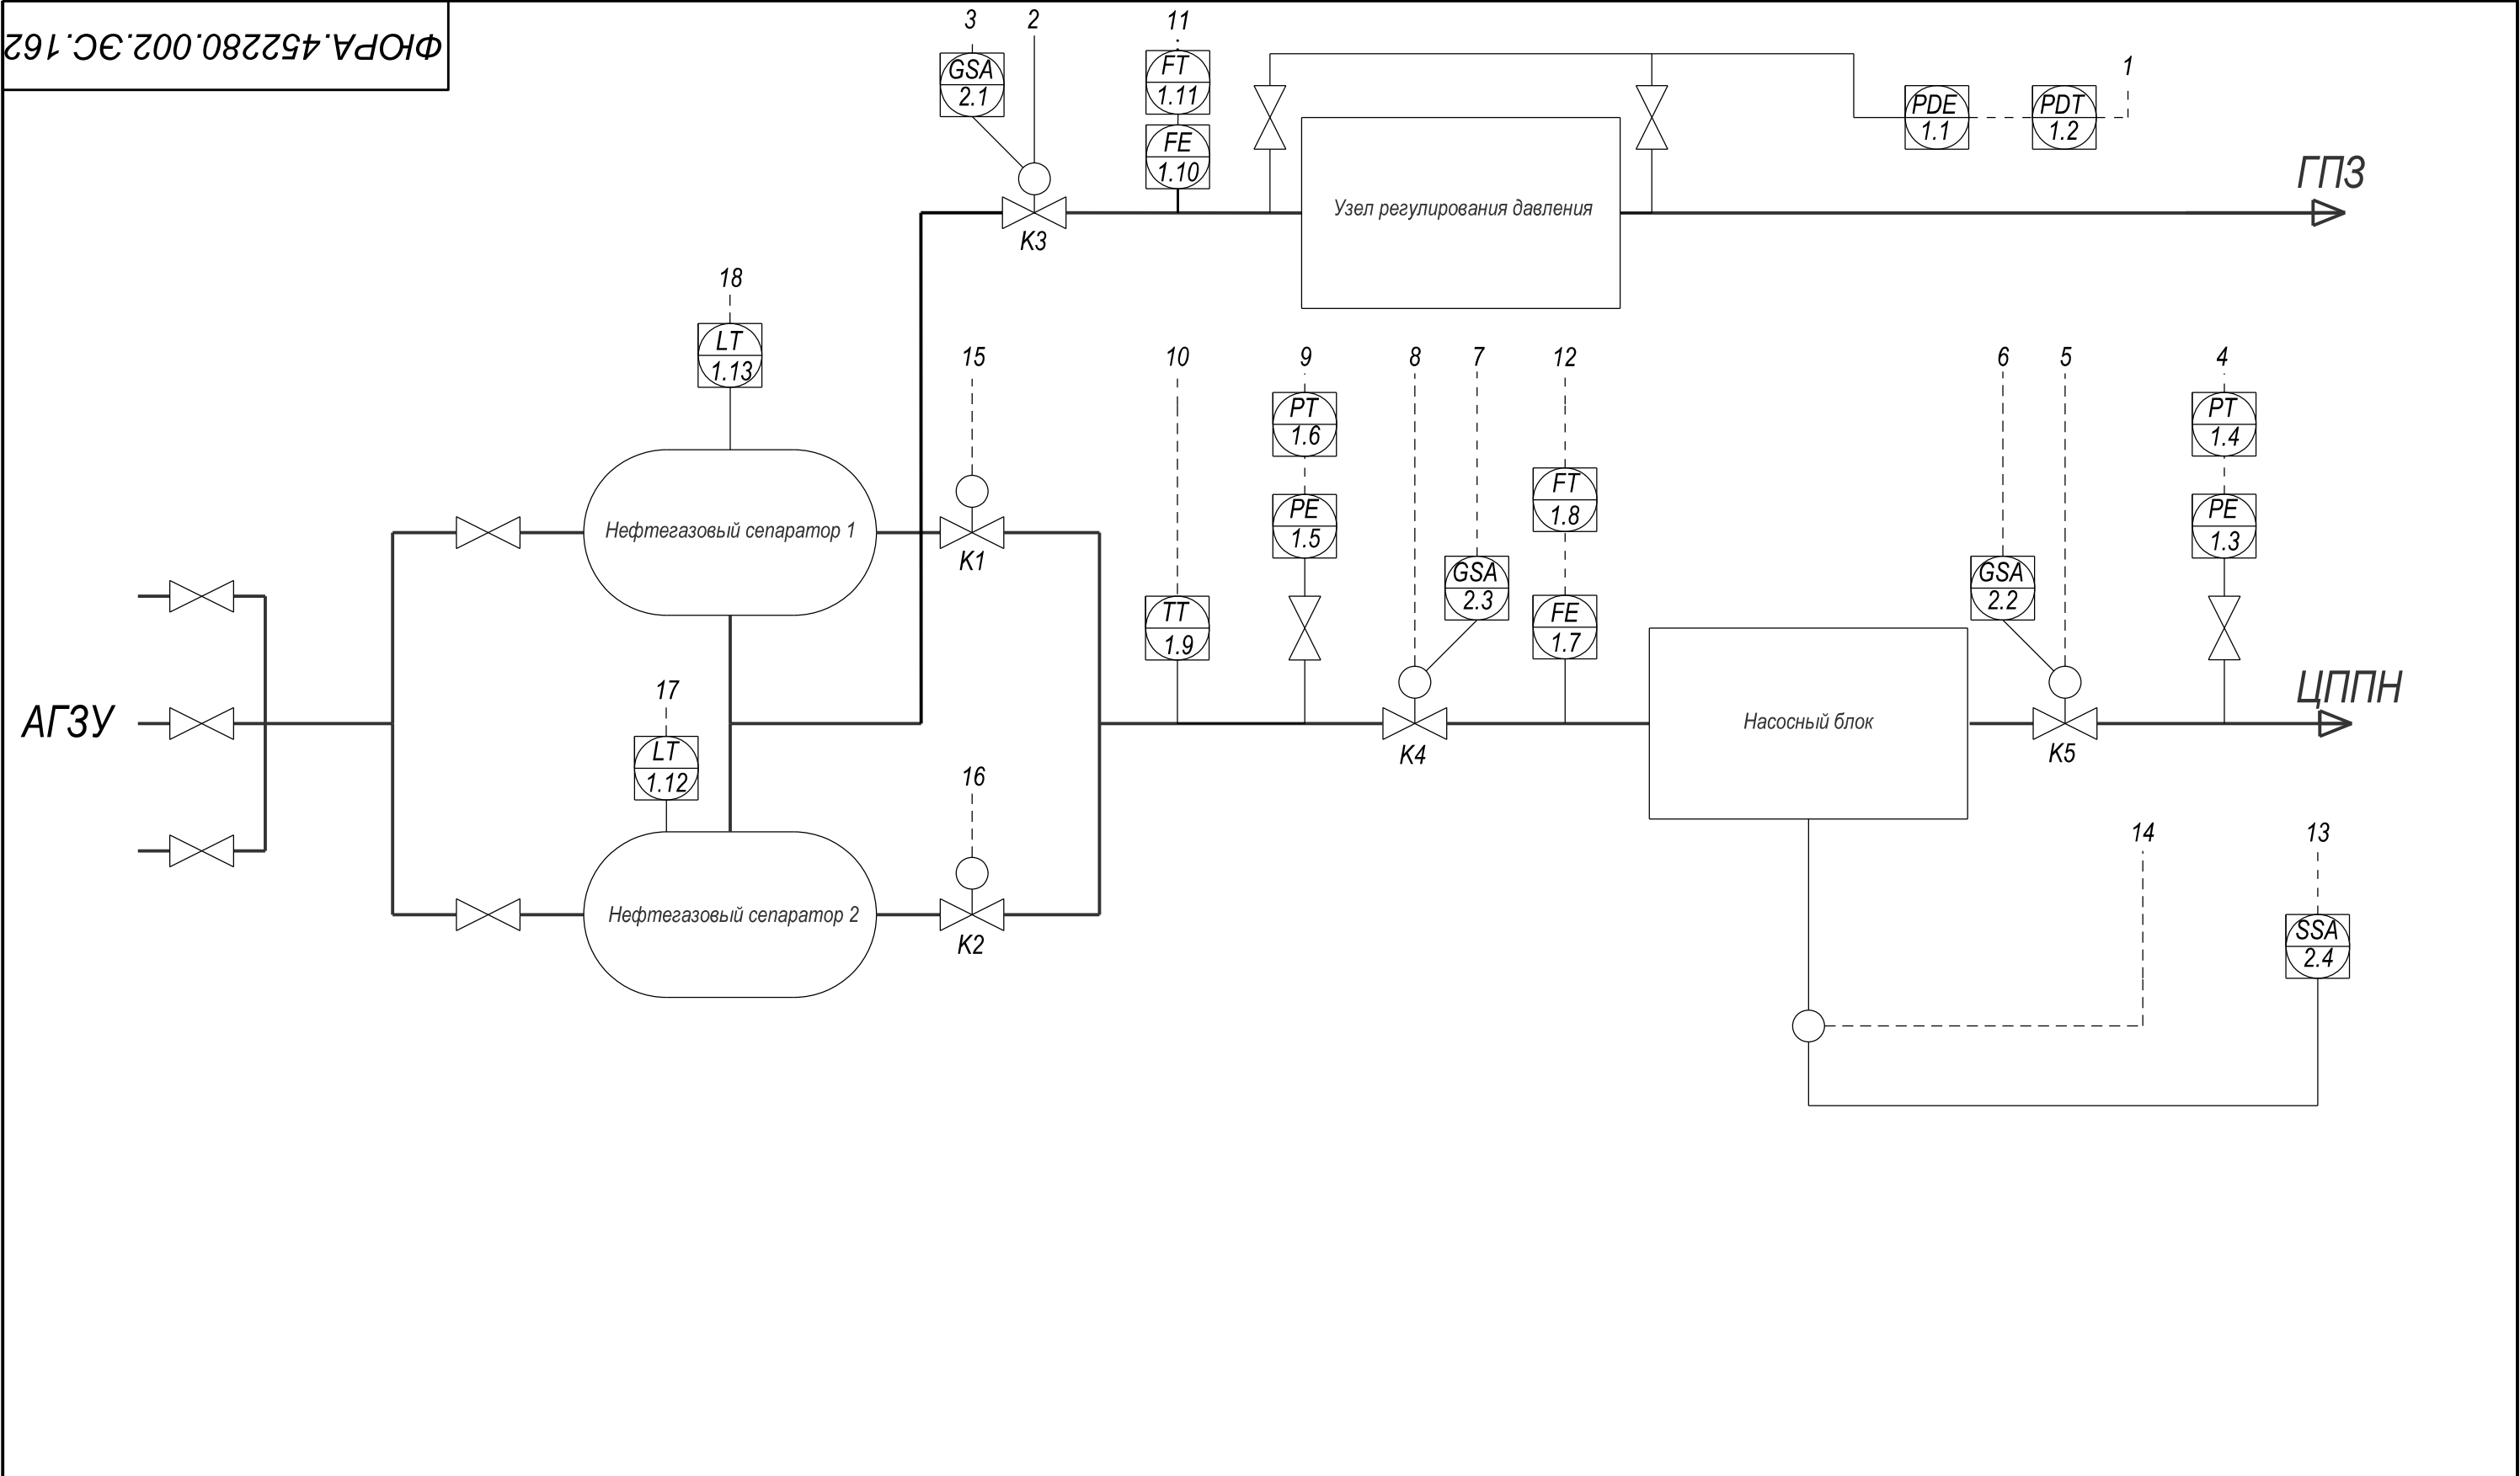 ФЮРА.452280.002.ЭС.162
3
2
11
1
GSA
2.1
FT
1.11
FE
1.10
PDE
1.1
PDT
1.2
ГПЗ
Узел регулирования давления
К3
18
LT
1.13
15
10
9
8
7
12
6
5
4
PT
1.6
PT
1.4
FT
1.8
PE
1.5
PE
1.3
Нефтегазовый сепаратор 1
К1
GSA
2.3
GSA
2.2
TT
1.9
FE
1.7
17
АГЗУ
ЦППН
Насосный блок
К4
К5
LT
1.12
16
14
13
Нефтегазовый сепаратор 2
К2
SSA
2.4